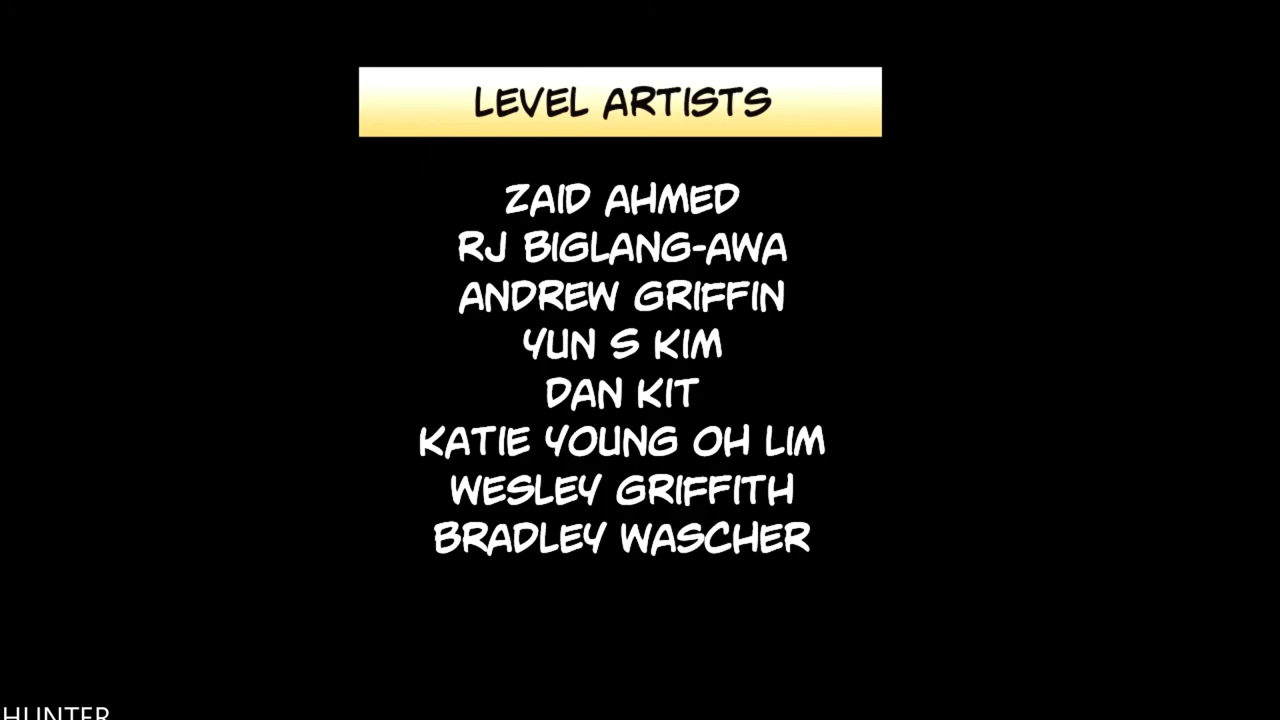 LEVEL ARTISTS
ZAID AHMED
RJ BIGLANG-AWA
ANDREW GRIFFIN
YUN S KIM
DAN KIT
KATIE YOUNG OH LIM
WESLEY GRIFFITH
BRADLEY WASCHER
HUNTER